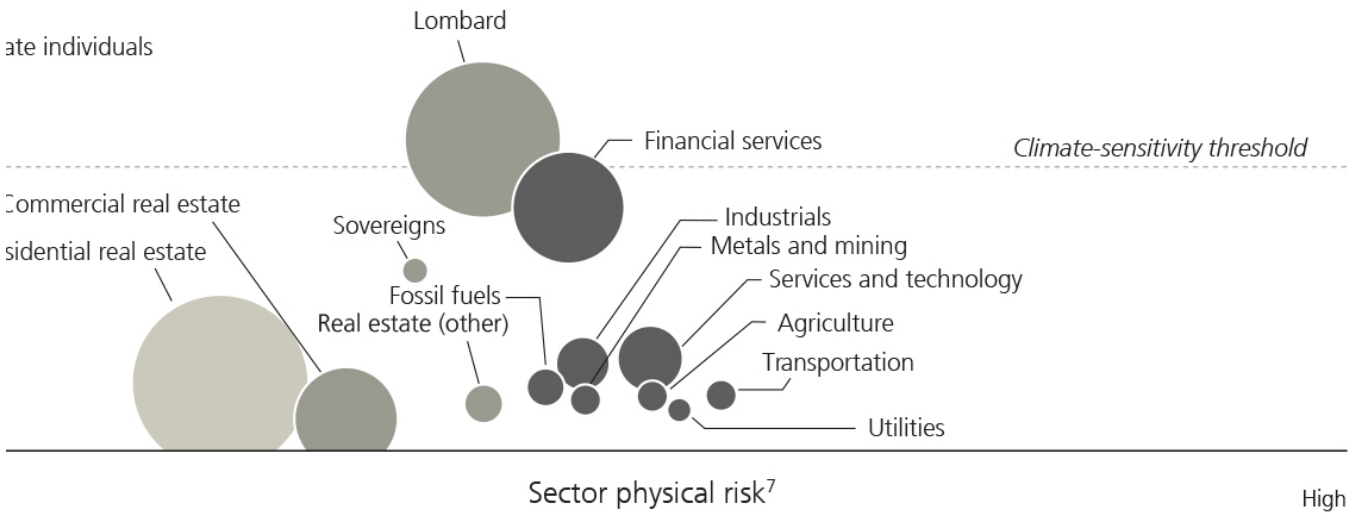 Lombard
ate individuals
Financial services
Climate-sensitivity threshold
Commercial real estate
Sovereigns
Industrials
sidential real estate
Metals and mining
Services and technology
Fossil fuels
Real estate (other)
Agriculture
Transportation
Utilities
Sector physical risk7
High